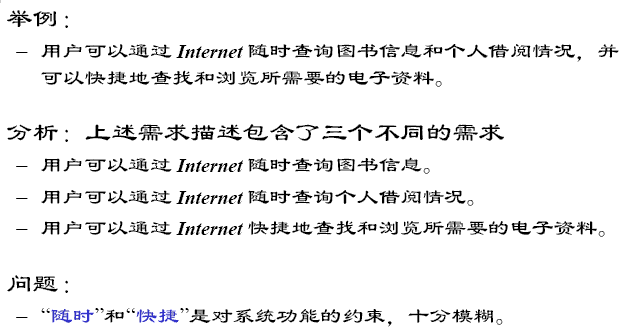 举例：
– 用户可以通过 Internet 随时查询图书信息和个人借阅情况，并
可以快捷地查找和浏览所需要的电子资料。
分析：上述需求描述包含了三个不同的需求
– 用户可以通过 Internet 随时查询图书信息。
– 用户可以通过 Internet 随时查询个人借阅情况。
– 用户可以通过 Internet 快捷地查找和浏览所需要的电子资料。
问题：
– “随时”和“快捷”是对系统功能的约束，十分模糊。